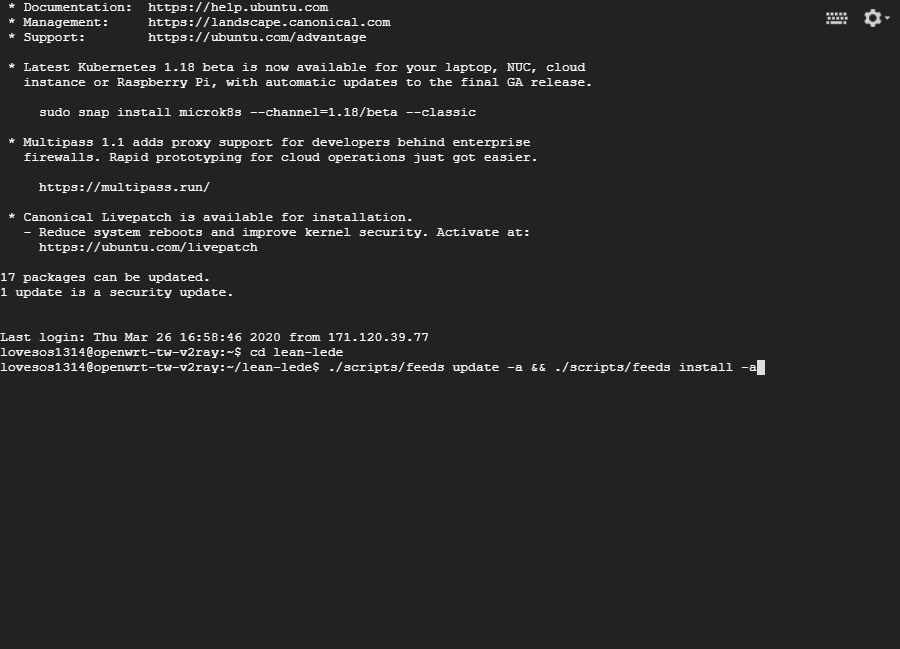 * Documentation:  https://help.ubuntu.com
* Management:     https://landscape.canonical.com
* Support:        https://ubuntu.com/advantage
* Latest Kubernetes 1.18 beta is now available for your laptop, NUC, cloud
instance or Raspberry Pi, with automatic updates to the final GA release.
sudo snap install microk8s --channel=1.18/beta --classic
* Multipass 1.1 adds proxy support for developers behind enterprise
firewalls. Rapid prototyping for cloud operations just got easier.
https://multipass.run/
* Canonical Livepatch is available for installation.
- Reduce system reboots and improve kernel security. Activate at:
https://ubuntu.com/livepatch
17 packages can be updated.
1 update is a security update.
Last login: Thu Mar 26 16:58:46 2020 from 171.120.39.77
lovesos1314@openwrt-tw-v2ray:~$ cd lean-lede
lovesos1314@openwrt-tw-v2ray:~/lean-lede$ ./scripts/feeds update -a && ./scripts/feeds install -a